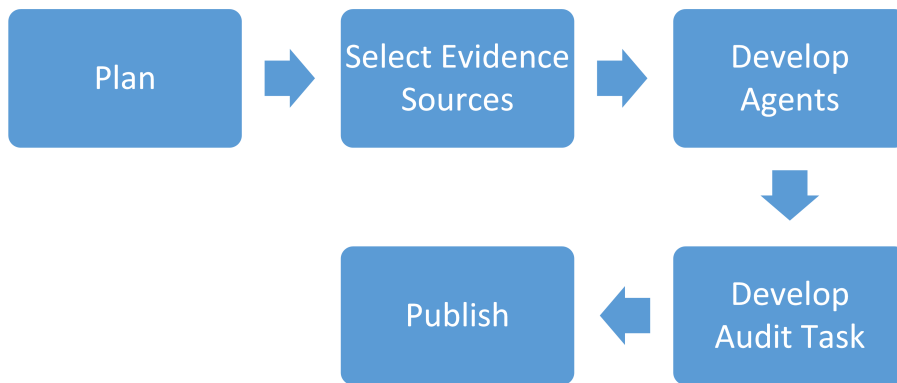 Plan
Select Evidence
Sources
Develop
Agents
Develop
Audit Task
Publish